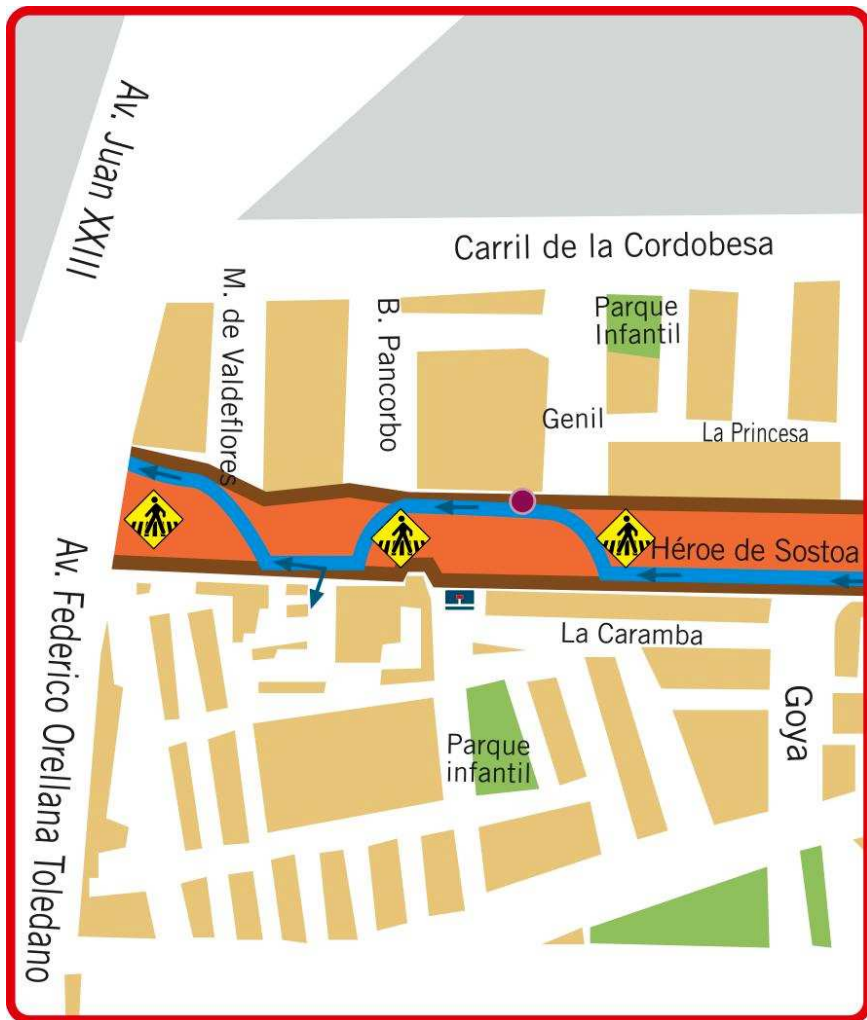 Av. Juan XXIII
Carril de la Cordobesa
M. de Valdeflores
B. Pancorbo
Parque
Infantil
Genil
La Princesa
Héroe de Sostoa
Av. Federico Orellana Toledano
La Caramba
Goya
Parque
infantil